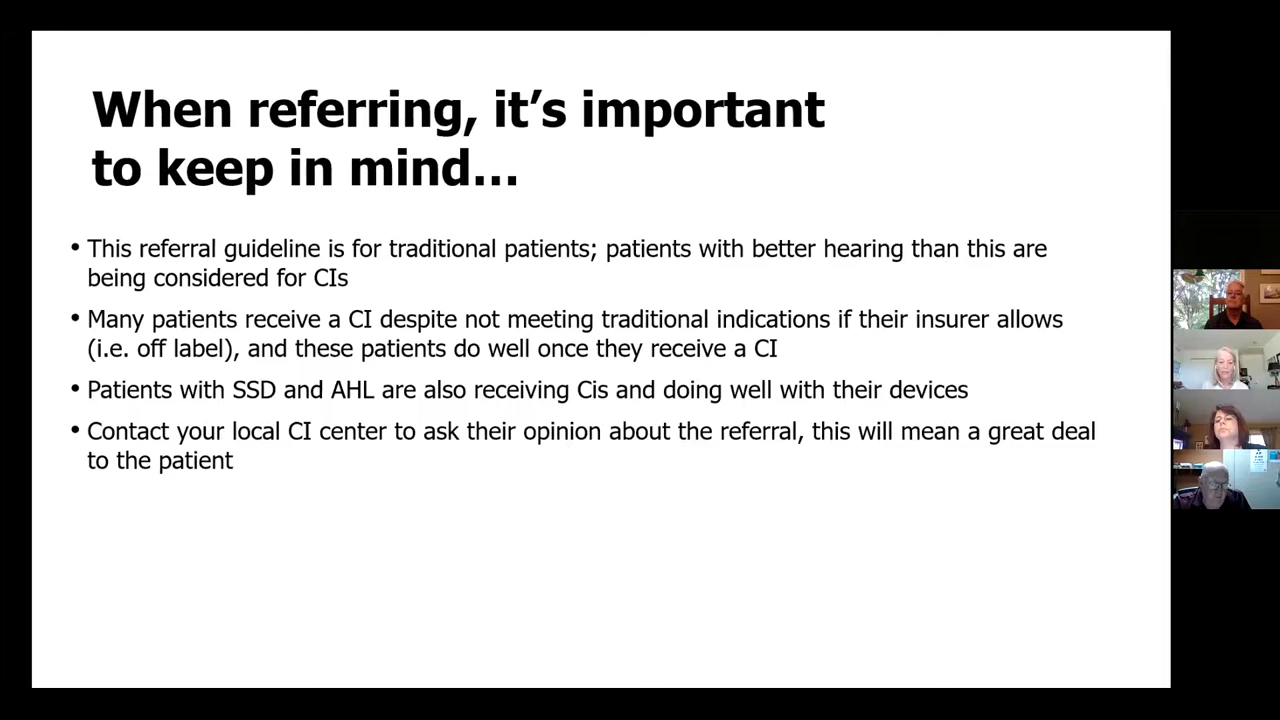 When referring, it’s important
to keep in mind…
• This referral guideline is for traditional patients; patients with better hearing than this are
being considered for CIs
• Many patients receive a CI despite not meeting traditional indications if their insurer allows
(i.e. off label), and these patients do well once they receive a CI
• Patients with SSD and AHL are also receiving Cis and doing well with their devices
• Contact your local CI center to ask their opinion about the referral, this will mean a great deal
to the patient